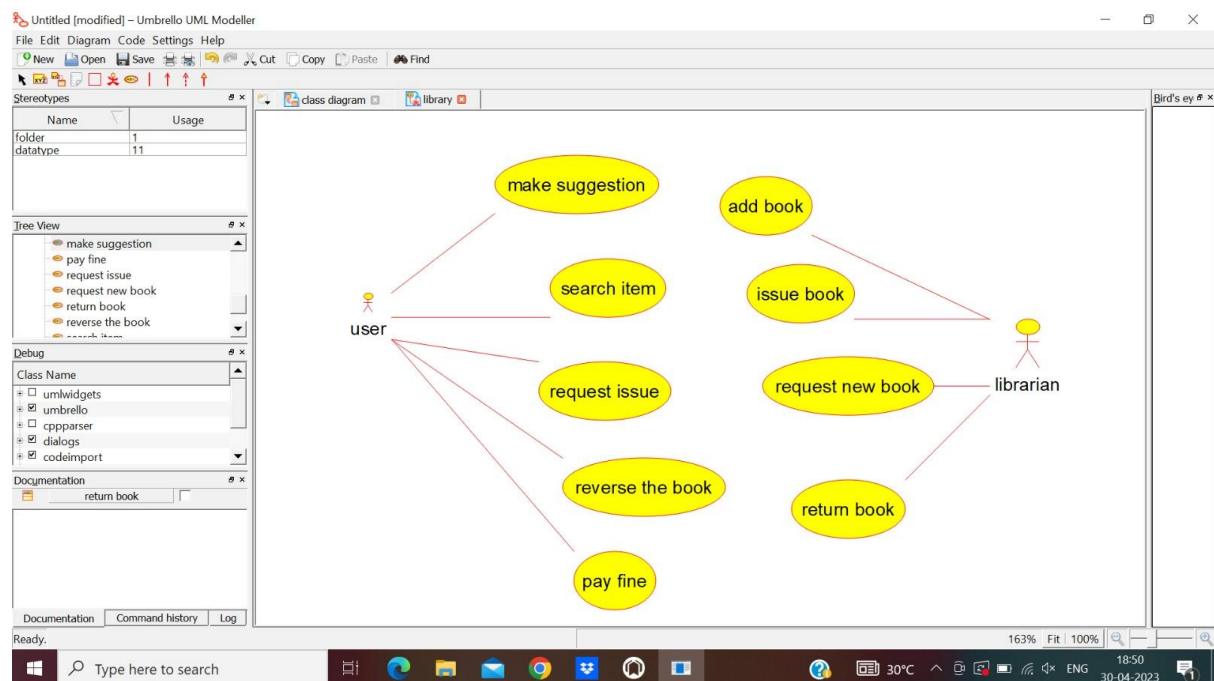 Untitled [modified] – Umbrello UML Modeller
File Edit Diagram Code Settings Help
New Open Save Cut Copy Paste Find
Stereotypes
class diagram library
Bird's ey
Name Usage
folder 1
datatype 11
Tree View
make suggestion
pay fine
request issue
request new book
return book
reverse the book
search item
Debug
Class Name
umlwidgets
umbrello
cppparser
dialogs
codeimport
Documentation
return book
Documentation Command history Log
make suggestion
add book
search item
issue book
user
request issue
request new book
librarian
reverse the book
return book
pay fine
Ready.
163% Fit 100%
Type here to search
30°C ENG
18:50
30-04-2023
1